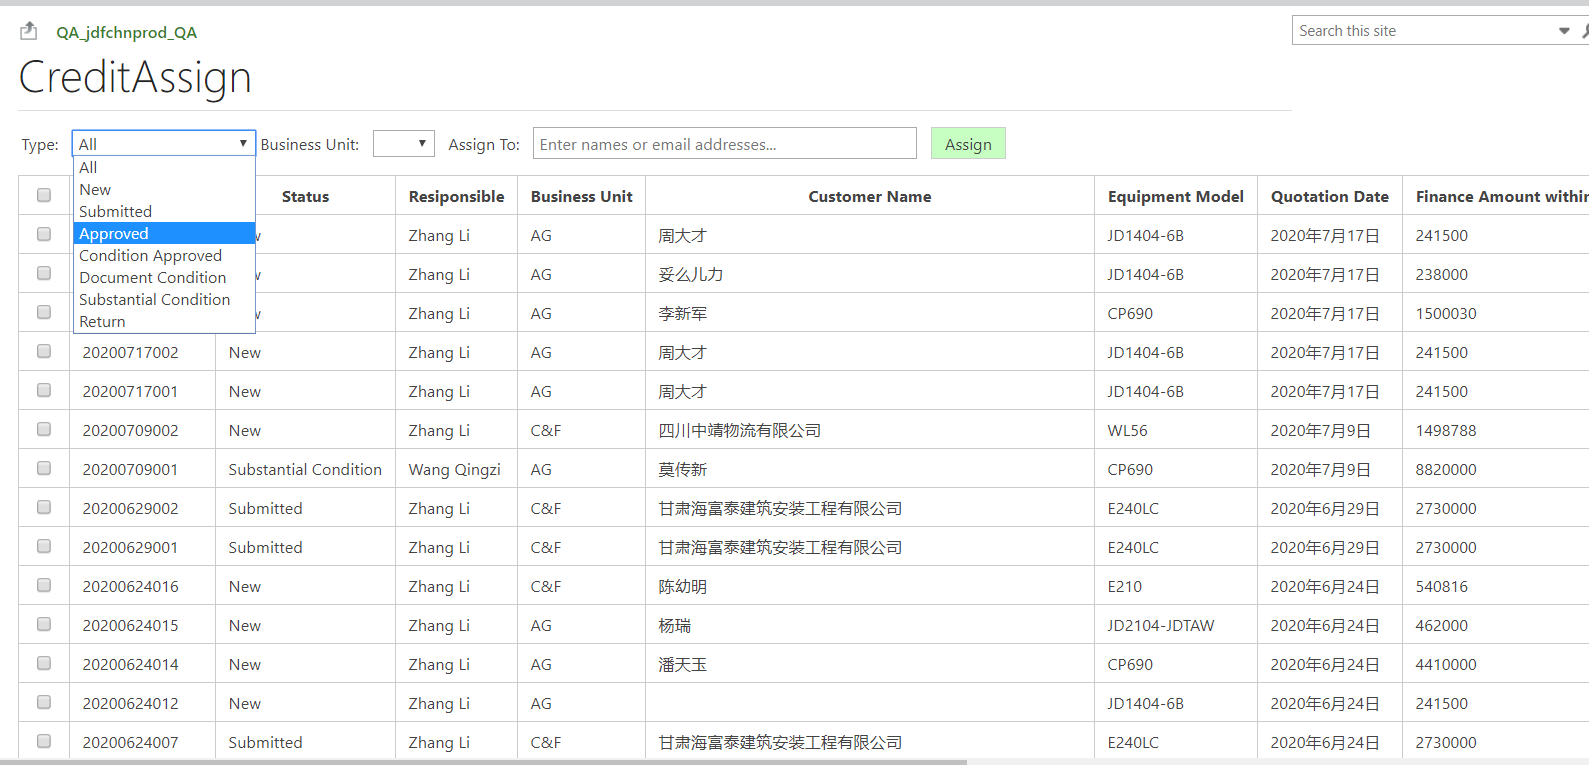 QA_jdfchnprod_QA
Search this site
CreditAssign
Type: All Business Unit: Assign To: Enter names or email addresses... Assign
All
New
Submitted
Approved
Condition Approved
Document Condition
Substantial Condition
Return
Status Resiponsible Business Unit Customer Name Equipment Model Quotation Date Finance Amount within
Zhang Li AG 周大才 JD1404-6B 2020年7月17日 241500
Zhang Li AG 妥么儿力 JD1404-6B 2020年7月17日 238000
Zhang Li AG 李新军 CP690 2020年7月17日 1500030
20200717002 New Zhang Li AG 周大才 JD1404-6B 2020年7月17日 241500
20200717001 New Zhang Li AG 周大才 JD1404-6B 2020年7月17日 241500
20200709002 New Zhang Li C&F 四川中靖物流有限公司 WL56 2020年7月9日 1498788
20200709001 Substantial Condition Wang Qingzi AG 莫传新 CP690 2020年7月9日 8820000
20200629002 Submitted Zhang Li C&F 甘肃海富泰建筑安装工程有限公司 E240LC 2020年6月29日 2730000
20200629001 Submitted Zhang Li C&F 甘肃海富泰建筑安装工程有限公司 E240LC 2020年6月29日 2730000
20200624016 New Zhang Li C&F 陈幼明 E210 2020年6月24日 540816
20200624015 New Zhang Li AG 杨瑞 JD2104-JDTAW 2020年6月24日 462000
20200624014 New Zhang Li AG 潘天玉 CP690 2020年6月24日 4410000
20200624012 New Zhang Li AG JD1404-6B 2020年6月24日 241500
20200624007 Submitted Zhang Li C&F 甘肃海富泰建筑安装工程有限公司 E240LC 2020年6月24日 2730000